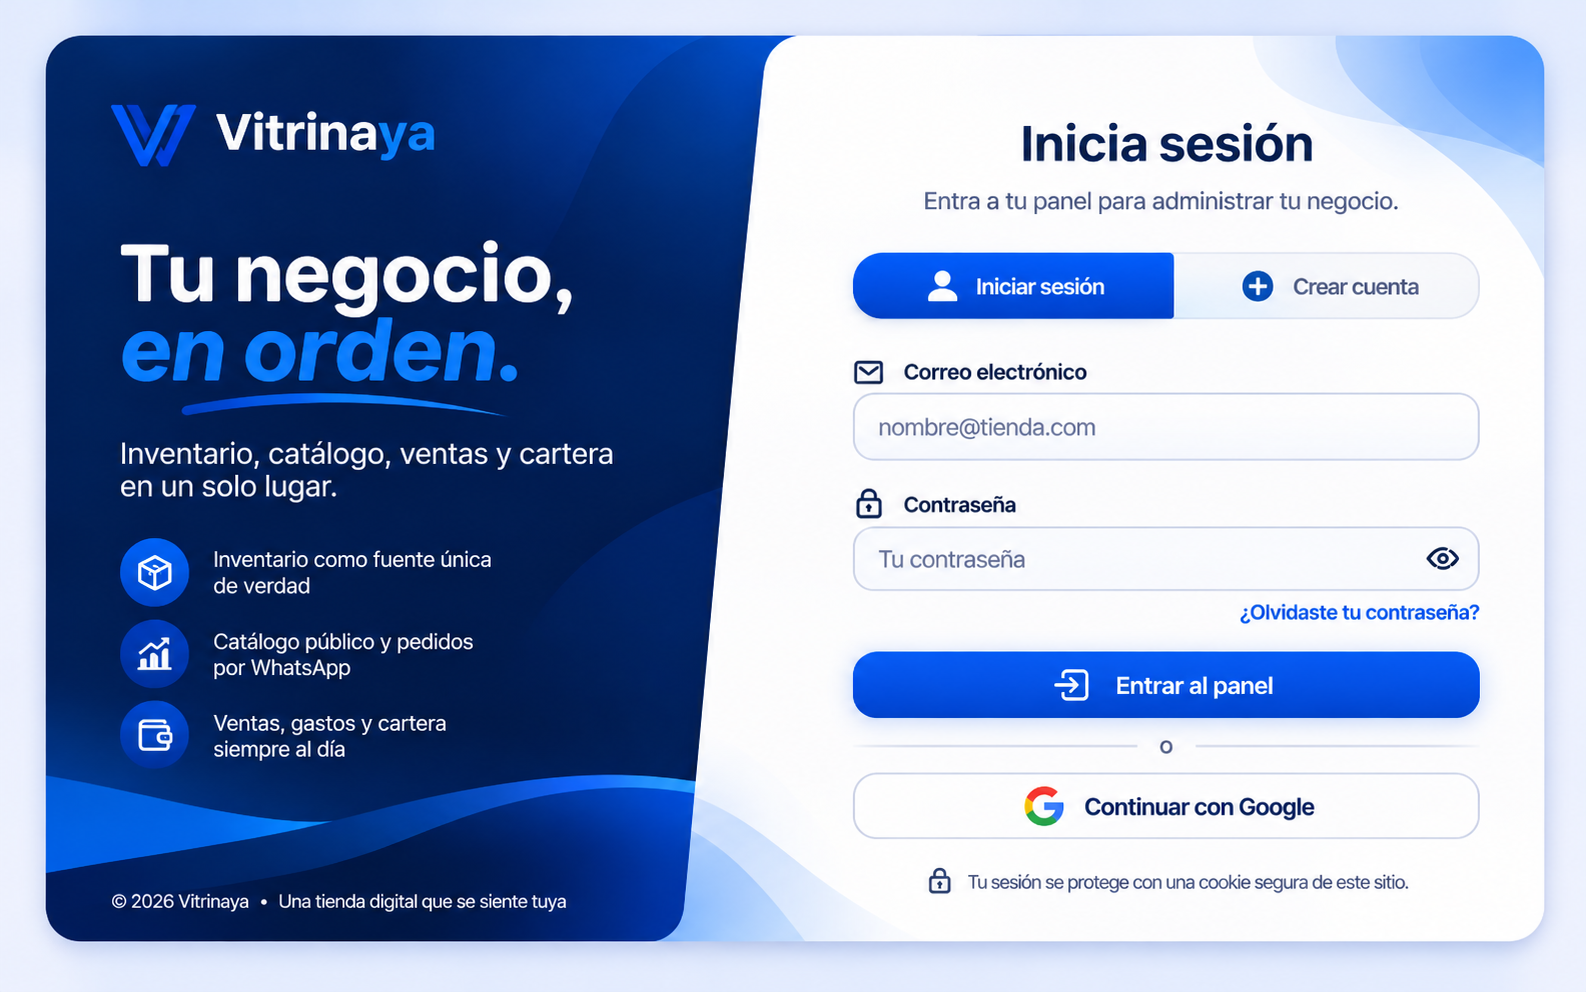 Vitrinaya
Tu negocio,
en orden.
Inventario, catálogo, ventas y cartera
en un solo lugar.
Inventario como fuente única
de verdad
Catálogo público y pedidos
por WhatsApp
Ventas, gastos y cartera
siempre al día
© 2026 Vitrinaya • Una tienda digital que se siente tuya
Inicia sesión
Entra a tu panel para administrar tu negocio.
Iniciar sesión
Crear cuenta
Correo electrónico
nombre@tienda.com
Contraseña
Tu contraseña
¿Olvidaste tu contraseña?
Entrar al panel
o
Continuar con Google
Tu sesión se protege con una cookie segura de este sitio.